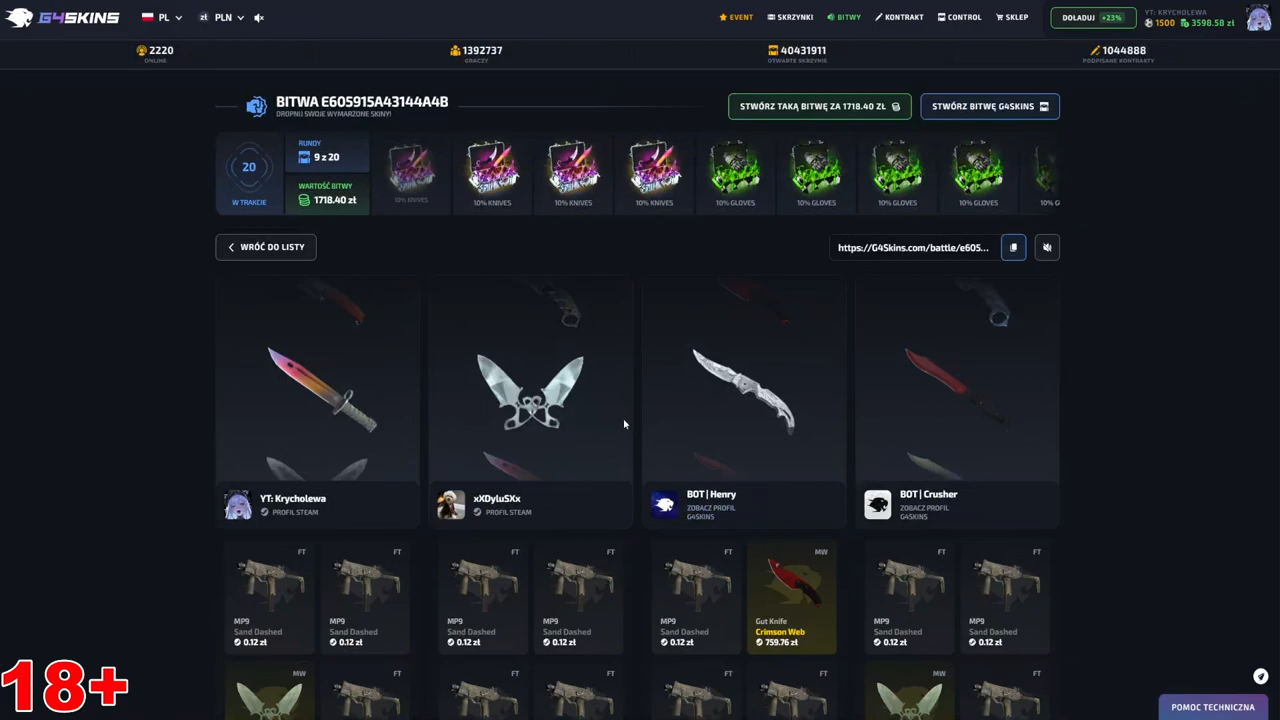 G4SKINS
PL
zł PLN
EVENT
SKRZYNKI
BITWY
KONTRAKT
CONTROL
SKLEP
DOŁADUJ +23%
YT: KRYCHOLEWA
1500 3598.58 zł
2220
ONLINE
1392737
GRACZY
40431911
OTWARTE SKRZYNIE
1044888
PODPISANE KONTRAKTY
BITWA E605915A43144A4B
DROPNIJ SWOJE WYMARZONE SKINY!
STWÓRZ TAKĄ BITWĘ ZA 1718.40 ZŁ
STWÓRZ BITWĘ G4SKINS
20
W TRAKCIE
RUNDY
9 z 20
WARTOŚĆ BITWY
1718.40 zł
10% KNIVES
10% KNIVES
10% KNIVES
10% KNIVES
10% GLOVES
10% GLOVES
10% GLOVES
10% GLOVES
10% G
WRÓĆ DO LISTY
https://G4Skins.com/battle/e605...
YT: Krycholewa
PROFIL STEAM
xXDyluSXx
PROFIL STEAM
BOT | Henry
ZOBACZ PROFIL
G4SKINS
BOT | Crusher
ZOBACZ PROFIL
G4SKINS
FT
MP9
Sand Dashed
0.12 zł
FT
MP9
Sand Dashed
0.12 zł
FT
MP9
Sand Dashed
0.12 zł
FT
MP9
Sand Dashed
0.12 zł
FT
MP9
Sand Dashed
0.12 zł
MW
Gut Knife
Crimson Web
759.76 zł
FT
MP9
Sand Dashed
0.12 zł
FT
MP9
Sand Dashed
0.12 zł
MW
FT
FT
FT
FT
FT
MW
FT
18+
POMOC TECHNICZNA